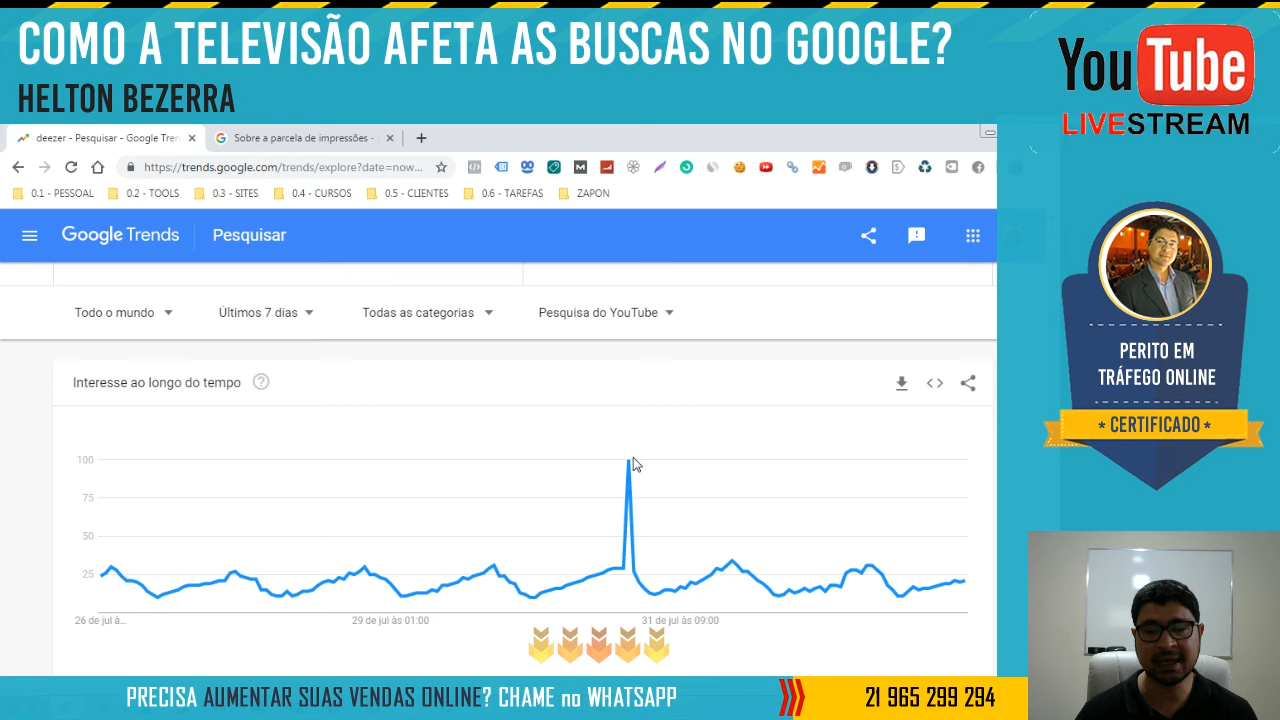 COMO A TELEVISÃO AFETA AS BUSCAS NO GOOGLE?
HELTON BEZERRA
YouTube
LIVESTREAM
deezer - Pesquisar - Google Tren
Sobre a parcela de impressões -
https://trends.google.com/trends/explore?date=now...
0.1 - PESSOAL
0.2 - TOOLS
0.3 - SITES
0.4 - CURSOS
0.5 - CLIENTES
0.6 - TAREFAS
ZAPON
Google Trends
Pesquisar
Todo o mundo
Últimos 7 dias
Todas as categorias
Pesquisa do YouTube
Interesse ao longo do tempo
100
75
50
25
26 de jul à...
29 de jul às 01:00
31 de jul às 09:00
PERITO EM
TRÁFEGO ONLINE
* CERTIFICADO *
PRECISA AUMENTAR SUAS VENDAS ONLINE? CHAME no WHATSAPP
21 965 299 294